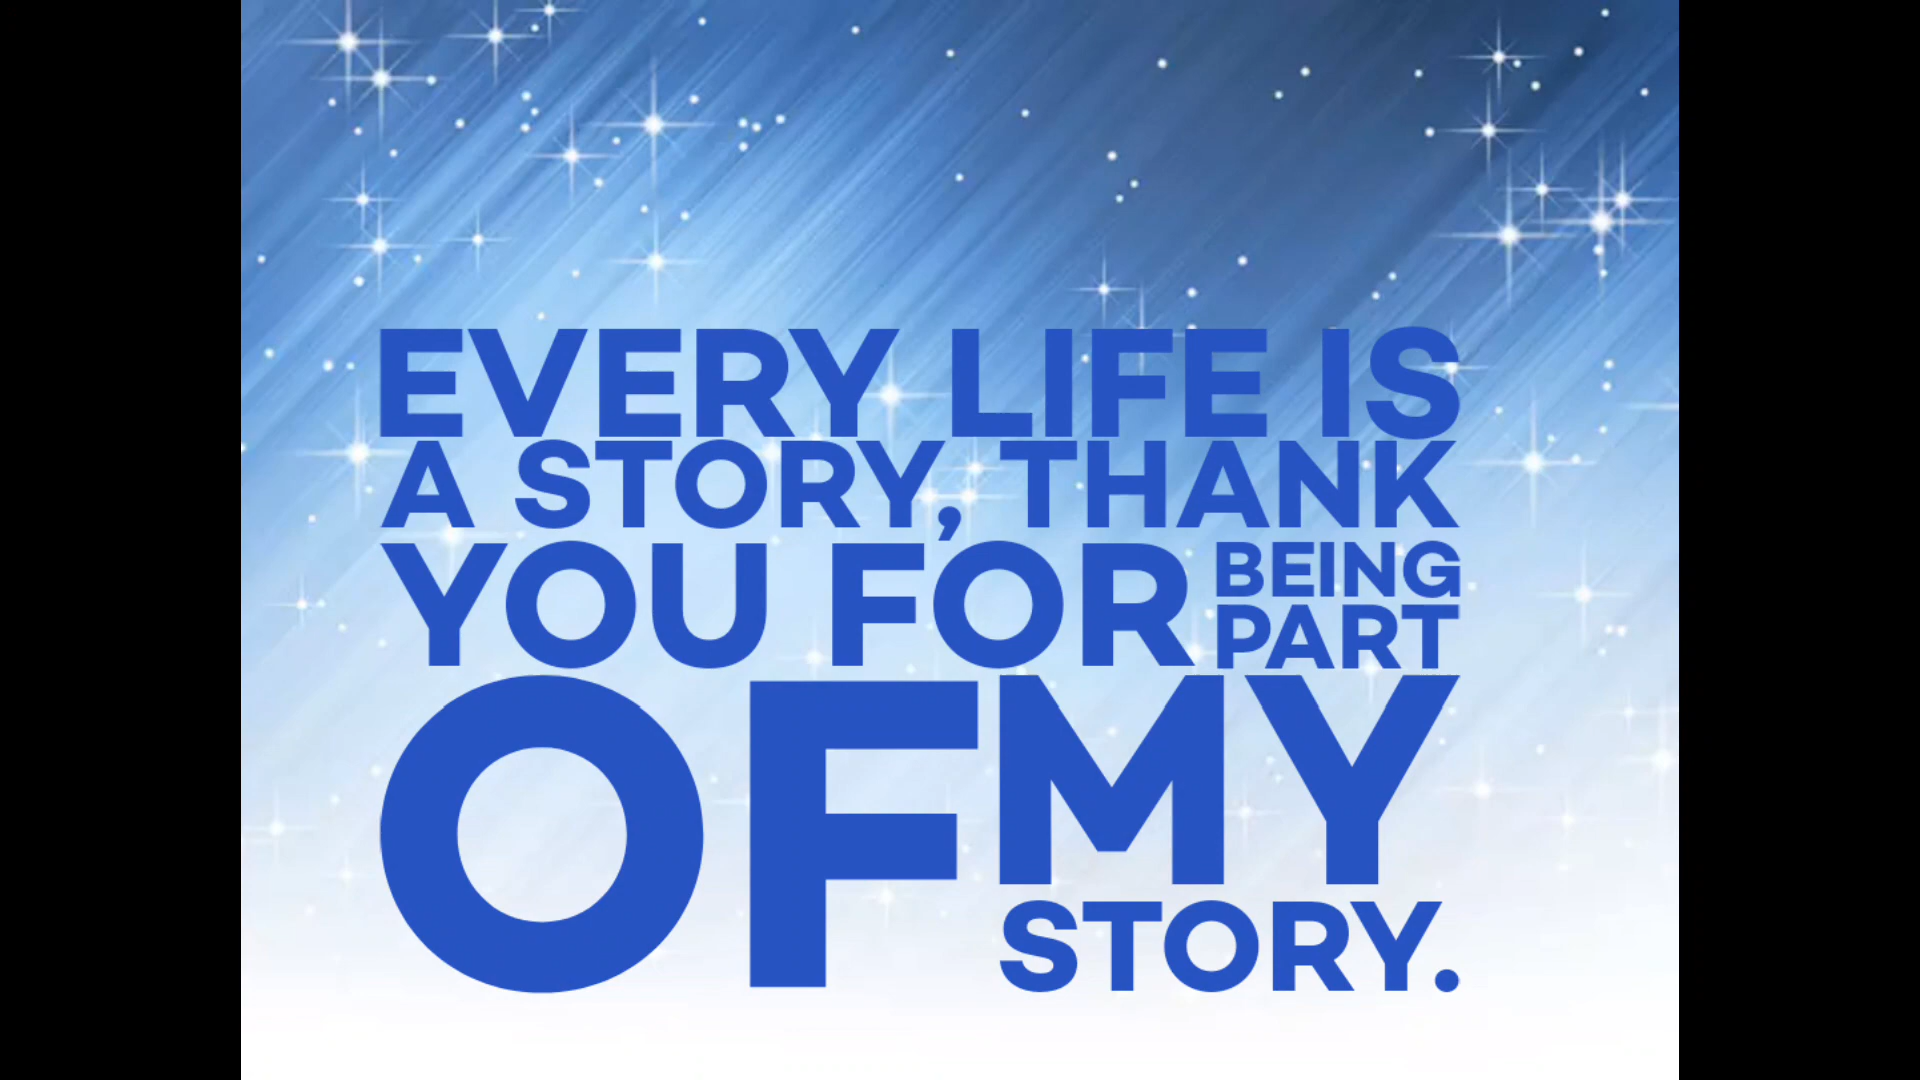 EVERY LIFE IS
A STORY, THANK
YOU FOR BEING
PART
OF MY
STORY.